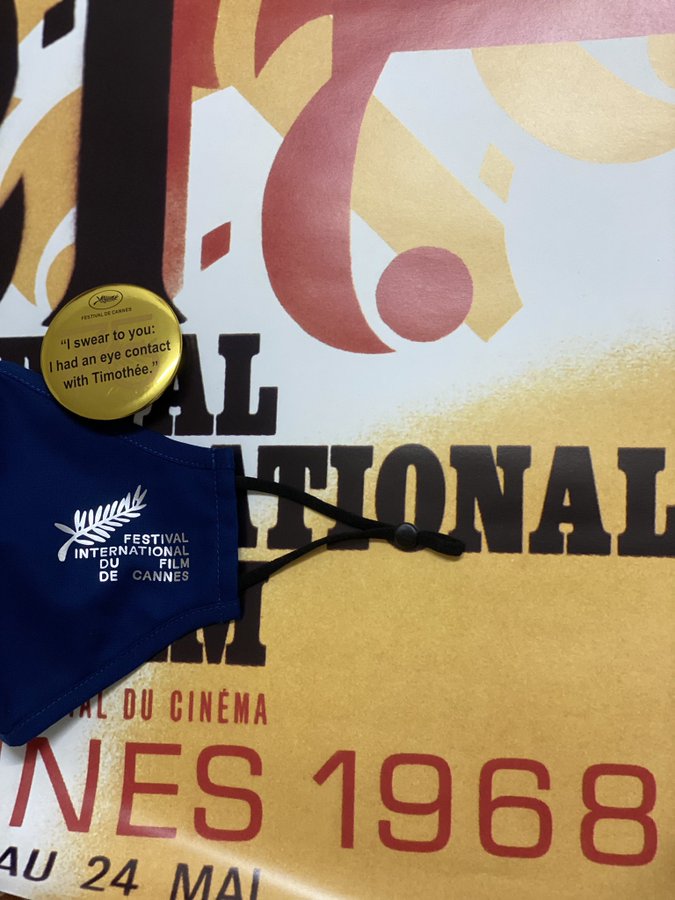 FESTIVAL DE CANNES
“I swear to you:
I had an eye contact
with Timothée.”
AL
ATIONAL
FESTIVAL
INTERNATIONAL
DU FILM
DE CANNES
M
AL DU CINÉMA
NES 1968
AU 24 MAI